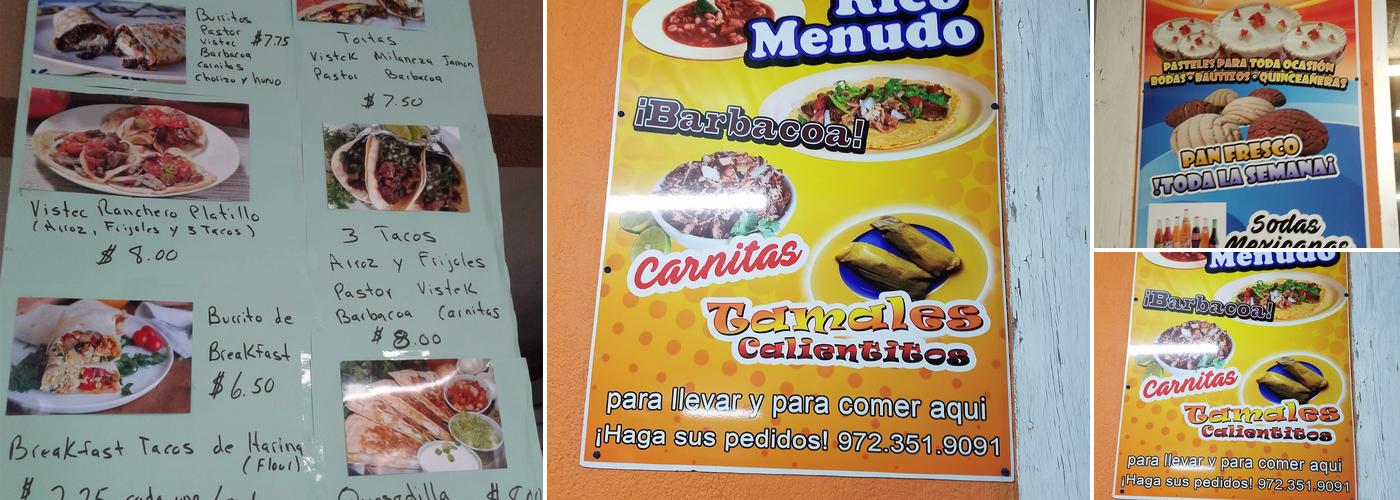 Burritos
Pastor
Vistec $7.75
Barbacoa
carnitas
chorizo y huevo
Vistec Ranchero Platillo
(Arroz, Frijoles y 3 Tacos)
$ 8.00
Burrito de
Breakfast
$6.50
Breakfast Tacos de Harina
(Flour)
Tortas
Vistek Milaneza Jamon
Pastor Barbacoa
$ 7.50
3 Tacos
Arroz y Frijoles
Pastor Vistek
Barbacoa Carnitas
$ 8.00
Quesadilla
Rico
Menudo
¡Barbacoa!
Carnitas
Tamales
Calientitos
para llevar y para comer aqui
¡Haga sus pedidos! 972.351.9091
PASTELES PARA TODA OCASIÓN
BODAS • BAUTIZOS • QUINCEAÑERAS
PAN FRESCO
!TODA LA SEMANA¡
Sodas
Mexicanas
Menudo
¡Barbacoa!
Carnitas
Tamales
Calientitos
para llevar y para comer aqui
¡Haga sus pedidos! 972.351.9091